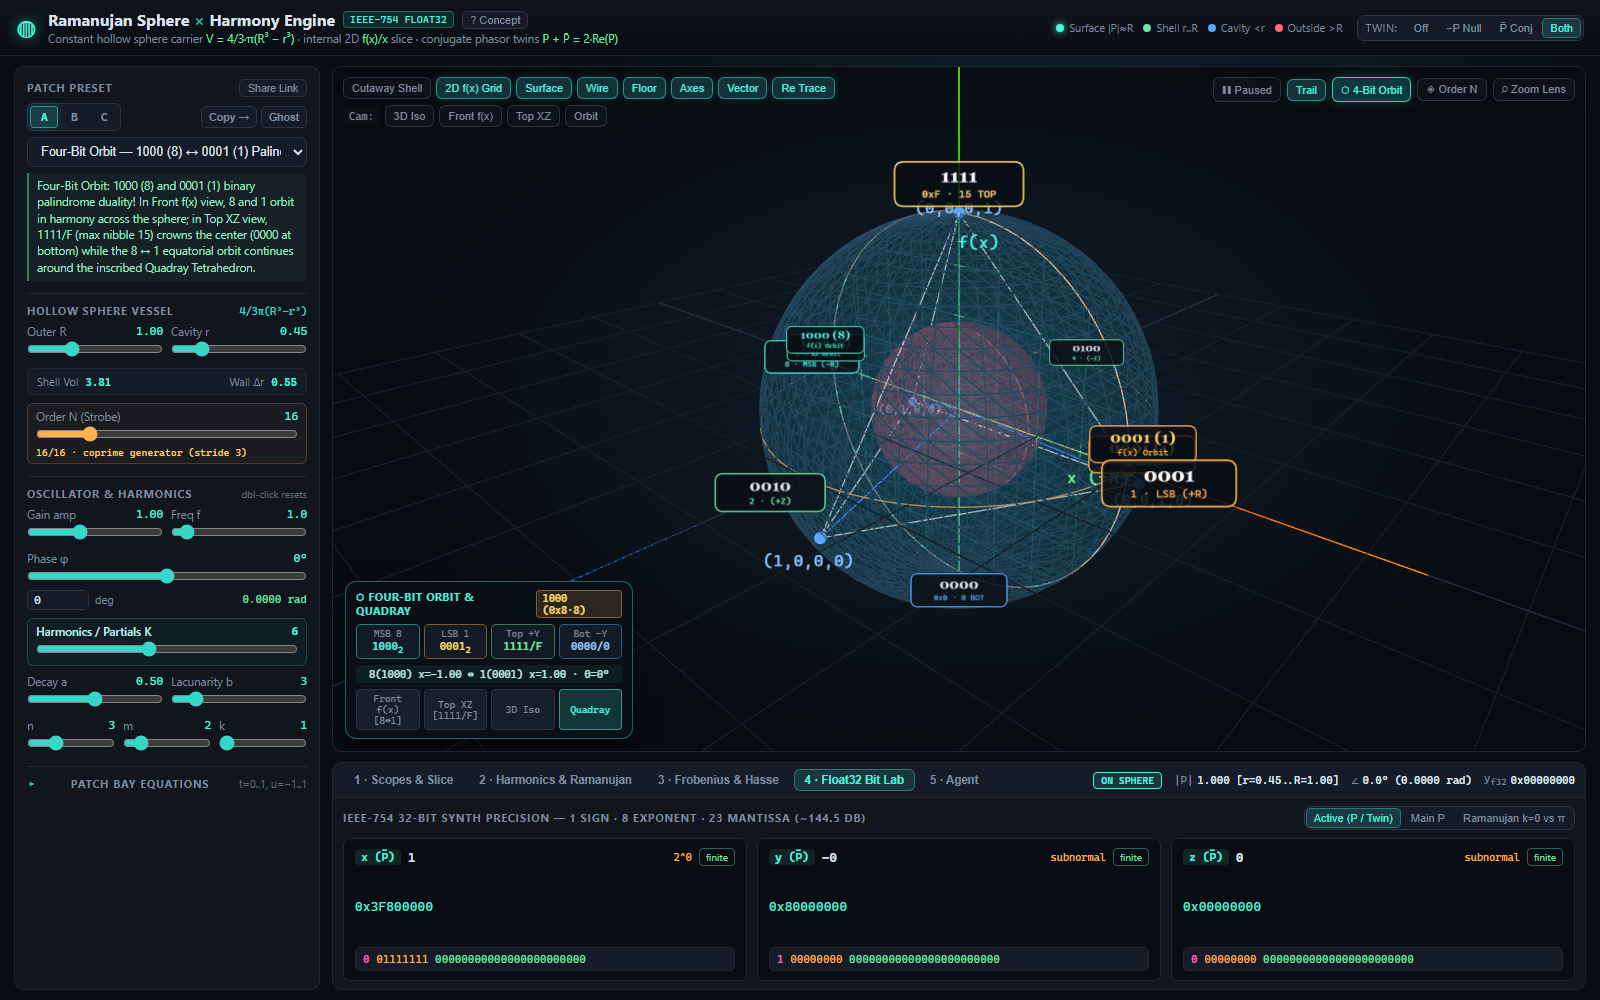 Ramanujan Sphere × Harmony Engine
IEEE-754 FLOAT32
? Concept
Constant hollow sphere carrier V = 4/3·π(R³ − r³) · internal 2D f(x)/x slice · conjugate phasor twins P + P̄ = 2·Re(P)
Surface |P|≈R
Shell r..R
Cavity <r
Outside >R
TWIN:
Off
−P Null
P̄ Conj
Both
PATCH PRESET
Share Link
A
B
C
Copy →
Ghost
Four-Bit Orbit — 1000 (8) ↔ 0001 (1) Palin
Four-Bit Orbit: 1000 (8) and 0001 (1) binary
palindrome duality! In Front f(x) view, 8 and 1 orbit
in harmony across the sphere; in Top XZ view,
1111/F (max nibble 15) crowns the center (0000 at
bottom) while the 8 ↔ 1 equatorial orbit continues
around the inscribed Quadray Tetrahedron.
HOLLOW SPHERE VESSEL
4/3π(R³−r³)
Outer R 1.00
Cavity r 0.45
Shell Vol 3.81
Wall Δr 0.55
Order N (Strobe) 16
16/16 · coprime generator (stride 3)
OSCILLATOR & HARMONICS
dbl-click resets
Gain amp 1.00
Freq f 1.0
Phase φ 0°
0 deg
0.0000 rad
Harmonics / Partials K 6
Decay a 0.50
Lacunarity b 3
n 3
m 2
k 1
▸ PATCH BAY EQUATIONS
t=0..1, u=−1..1
Cutaway Shell
2D f(x) Grid
Surface
Wire
Floor
Axes
Vector
Re Trace
Paused
Trail
4-Bit Orbit
Order N
Zoom Lens
Cam:
3D Iso
Front f(x)
Top XZ
Orbit
1111
0xF · 15 TOP
(0,0,0,1)
f(x)
1000 (8)
f(x) Orbit
8 · MSB (−R)
0100
4 · (−Z)
(0,1,0,0)
0001 (1)
f(x) Orbit
x (
0001
1 · LSB (+R)
0010
2 · (+Z)
(1,0,0,0)
0000
0x0 · 0 BOT
FOUR-BIT ORBIT &
QUADRAY
1000
(0x8·8)
MSB 8
1000₂
LSB 1
0001₂
Top +Y
1111/F
Bot −Y
0000/0
8(1000) x=−1.00 ↔ 1(0001) x=1.00 · θ=0°
Front
f(x)
[8↔1]
Top XZ
[1111/F]
3D Iso
Quadray
1 · Scopes & Slice
2 · Harmonics & Ramanujan
3 · Frobenius & Hasse
4 · Float32 Bit Lab
5 · Agent
ON SPHERE
|P| 1.000 [r=0.45..R=1.00]
∠ 0.0° (0.0000 rad)
y_f32 0x00000000
IEEE-754 32-BIT SYNTH PRECISION — 1 SIGN · 8 EXPONENT · 23 MANTISSA (~144.5 DB)
Active (P / Twin)
Main P
Ramanujan k=0 vs π
x (P̄) 1
2^0
finite
0x3F800000
0 01111111 00000000000000000000000
y (P̄) −0
subnormal
finite
0x80000000
1 00000000 00000000000000000000000
z (P̄) 0
subnormal
finite
0x00000000
0 00000000 00000000000000000000000